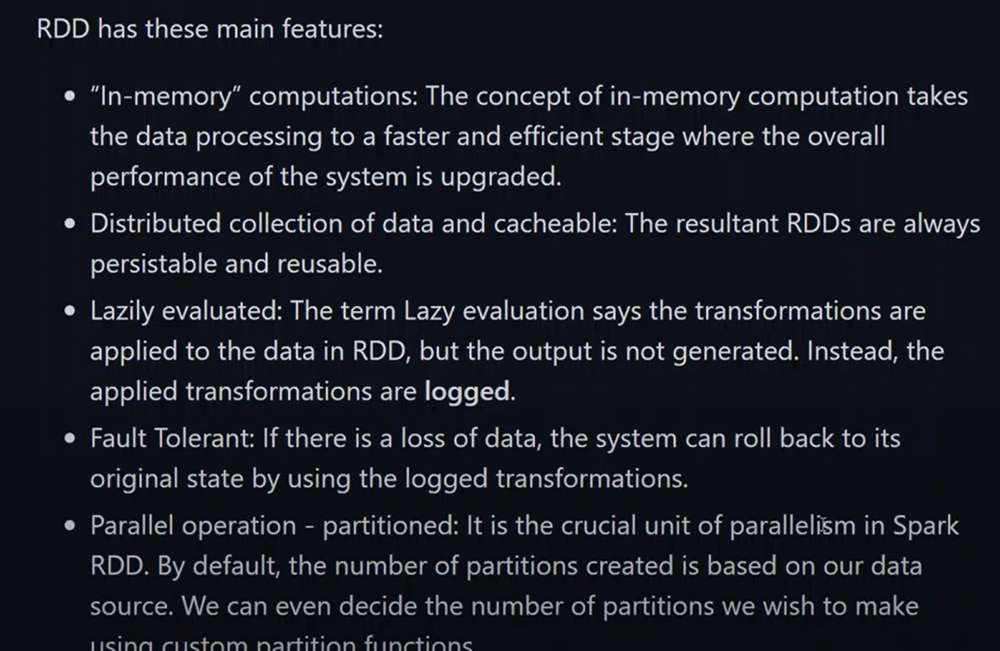 RDD has these main features:
• “In-memory” computations: The concept of in-memory computation takes
the data processing to a faster and efficient stage where the overall
performance of the system is upgraded.
• Distributed collection of data and cacheable: The resultant RDDs are always
persistable and reusable.
• Lazily evaluated: The term Lazy evaluation says the transformations are
applied to the data in RDD, but the output is not generated. Instead, the
applied transformations are logged.
• Fault Tolerant: If there is a loss of data, the system can roll back to its
original state by using the logged transformations.
• Parallel operation - partitioned: It is the crucial unit of parallelism in Spark
RDD. By default, the number of partitions created is based on our data
source. We can even decide the number of partitions we wish to make
using custom partition functions.